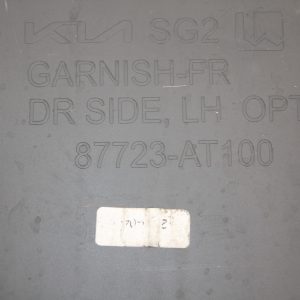 KIA SG2
GARNISH-FR
DR SIDE, LH OPT
87723-AT100